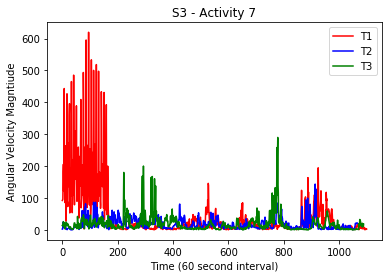 S3 - Activity 7
T1
T2
T3
Angular Velocity Magntiude
600
500
400
300
200
100
0
0
200
400
600
800
1000
Time (60 second interval)